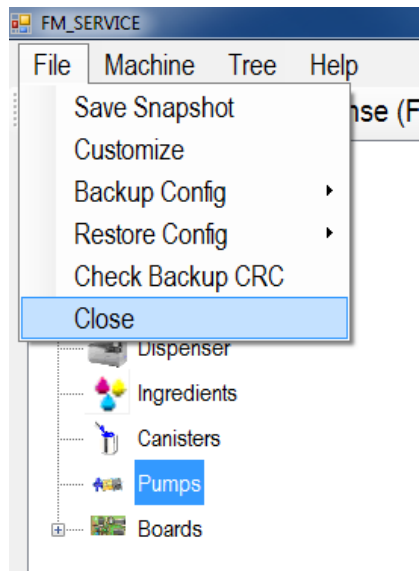 FM_SERVICE
File Machine Tree Help
Save Snapshot
nse (F
Customize
Backup Config
Restore Config
Check Backup CRC
Close
Dispenser
Ingredients
Canisters
Pumps
Boards